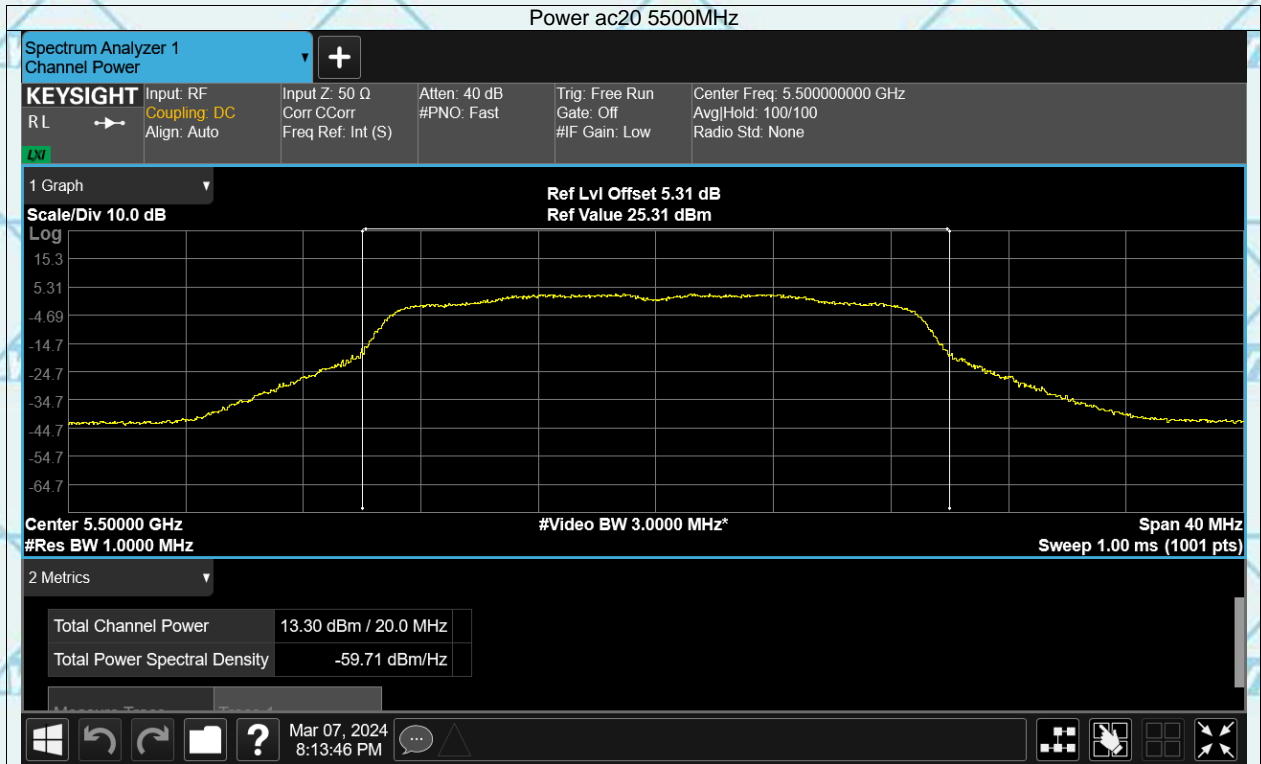 Power ac20 5500MHz
Spectrum Analyzer 1
Channel Power
KEYSIGHT
R L
LXI
Input: RF
Coupling: DC
Align: Auto
Input Z: 50 Ω
Corr CCorr
Freq Ref: Int (S)
Atten: 40 dB
#PNO: Fast
Trig: Free Run
Gate: Off
#IF Gain: Low
Center Freq: 5.500000000 GHz
Avg|Hold: 100/100
Radio Std: None
1 Graph
Ref Lvl Offset 5.31 dB
Scale/Div 10.0 dB
Ref Value 25.31 dBm
Log
15.3
5.31
-4.69
-14.7
-24.7
-34.7
-44.7
-54.7
-64.7
Center 5.50000 GHz
#Video BW 3.0000 MHz*
Span 40 MHz
#Res BW 1.0000 MHz
Sweep 1.00 ms (1001 pts)
2 Metrics
Total Channel Power 13.30 dBm / 20.0 MHz
Total Power Spectral Density -59.71 dBm/Hz
?
Mar 07, 2024
8:13:46 PM